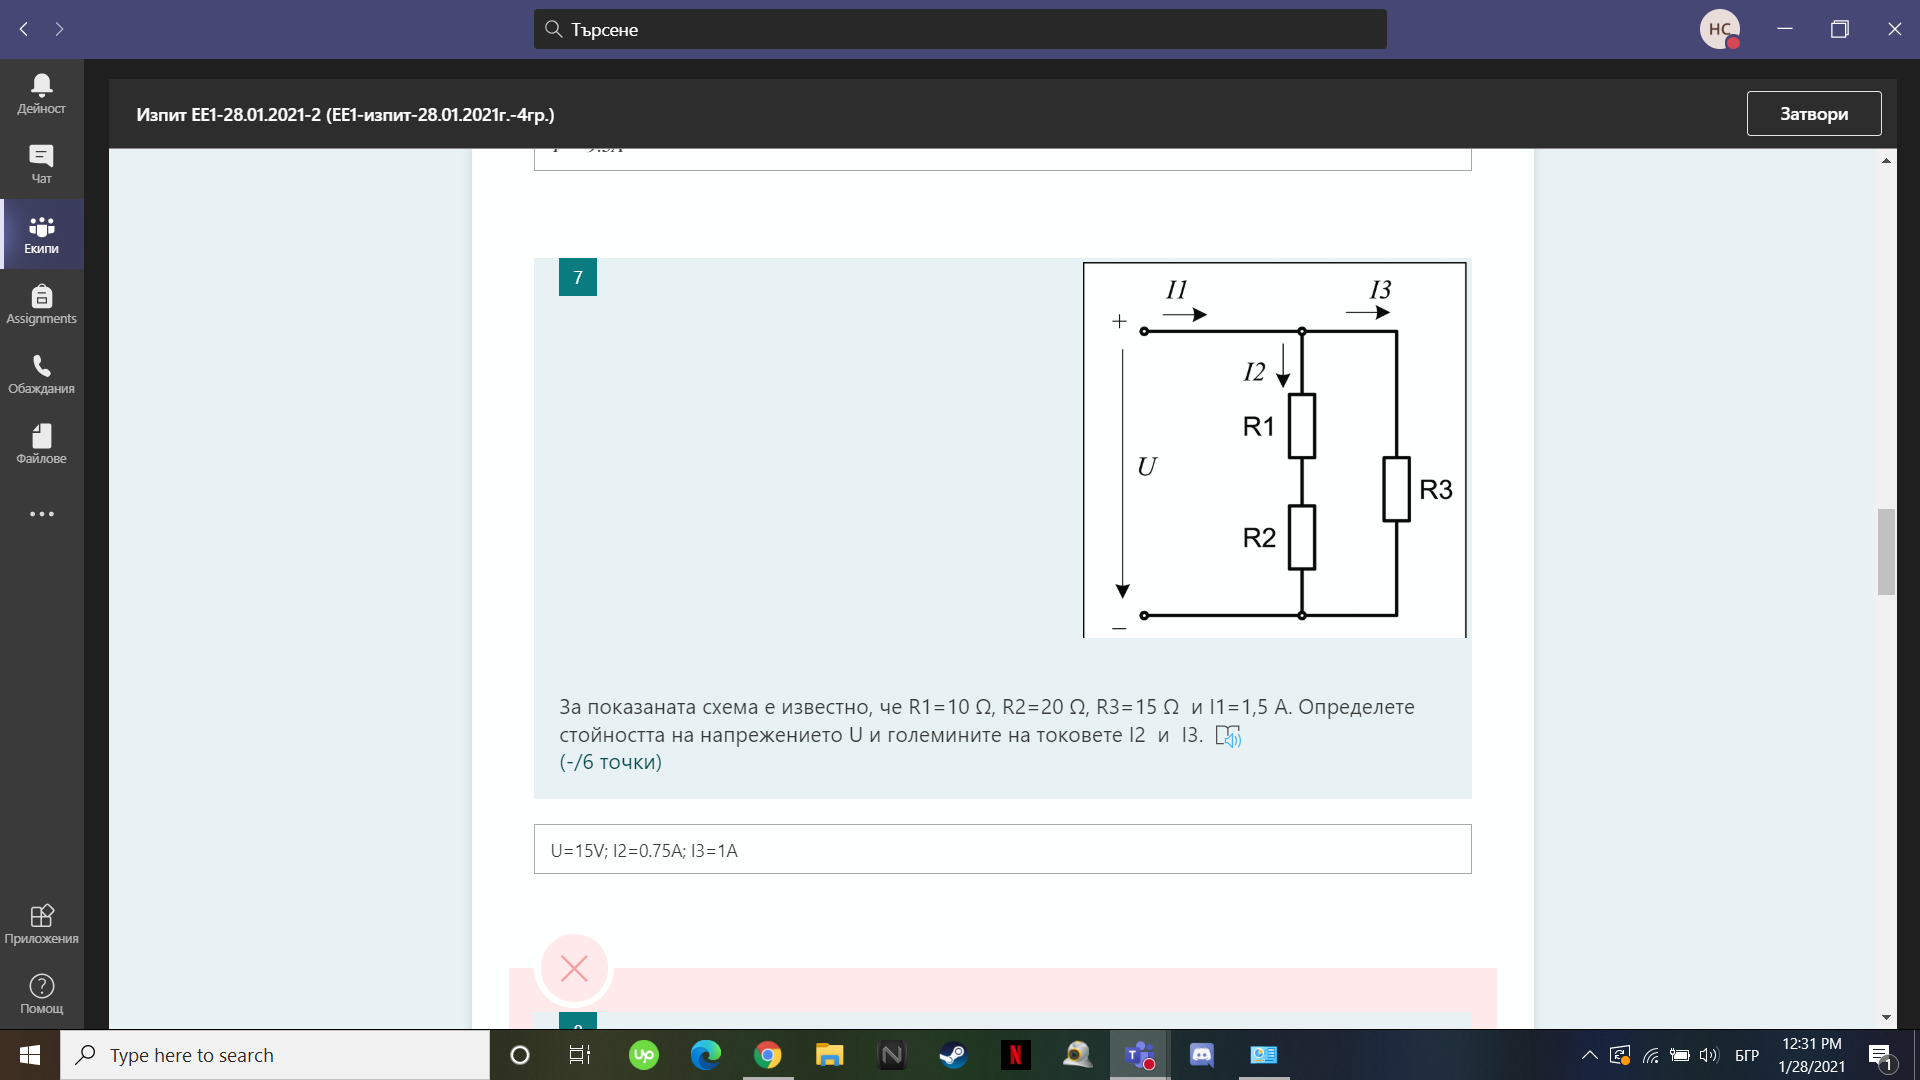 Търсене
НС
Дейност
Чат
Екипи
Assignments
Обаждания
Файлове
Приложения
Помощ
Изпит ЕЕ1-28.01.2021-2 (ЕЕ1-изпит-28.01.2021г.-4гр.)
Затвори
7
I1
I3
+
I2
R1
U
R3
R2
–
За показаната схема е известно, че R1=10 Ω, R2=20 Ω, R3=15 Ω и I1=1,5 А. Определете
стойността на напрежението U и големините на токовете I2 и I3.
(-/6 точки)
U=15V; I2=0.75A; I3=1A
Type here to search
Up
N
N
T
БГР
12:31 PM
1/28/2021
1